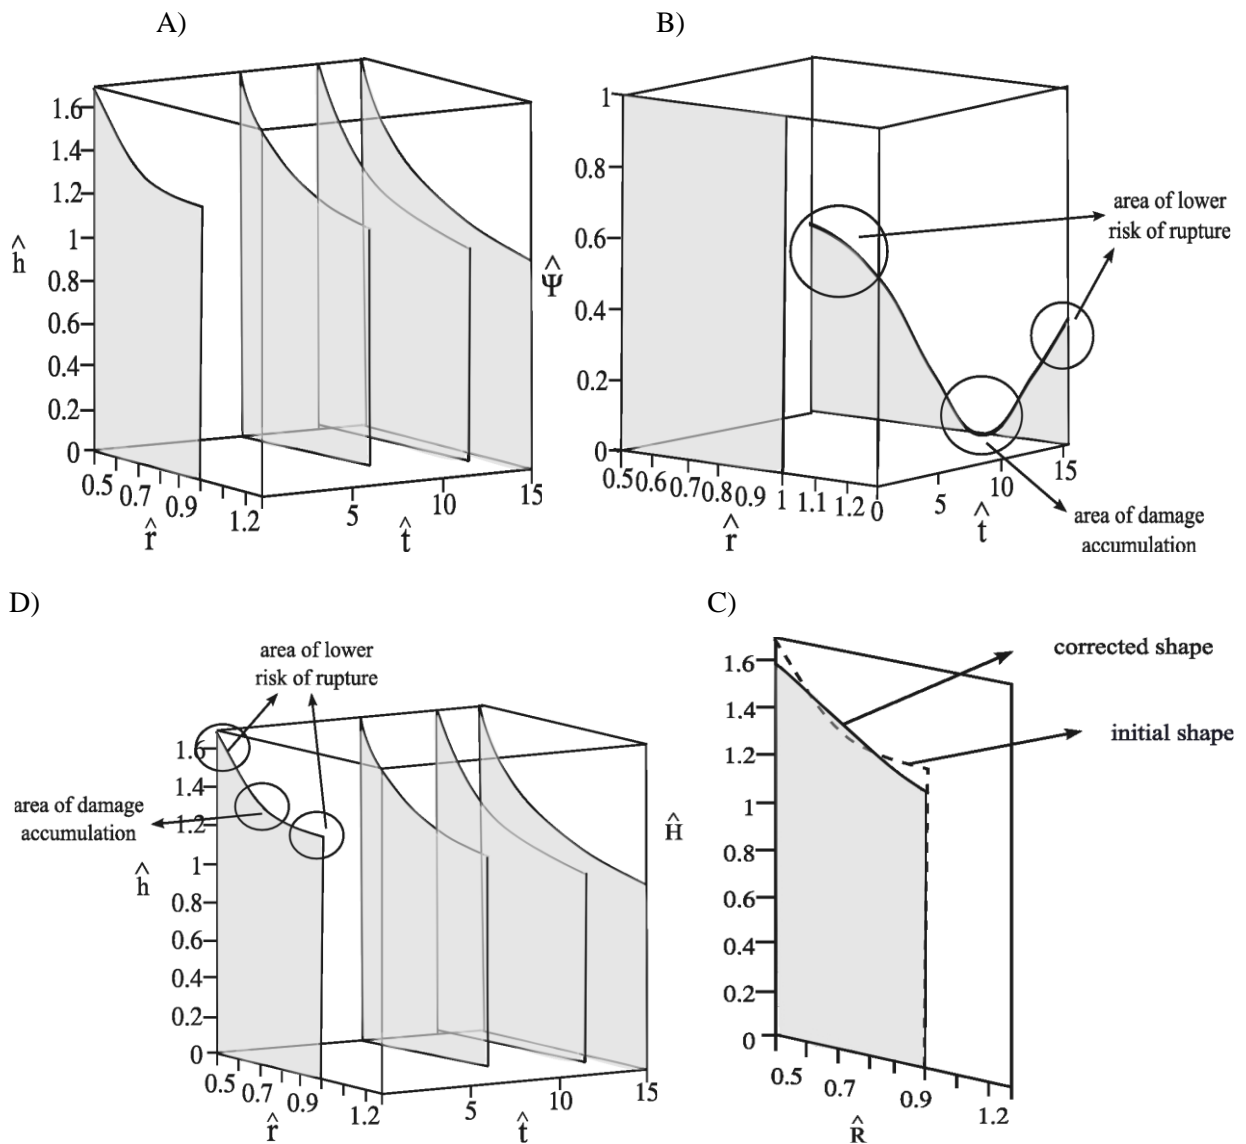 A)
1.6
1.4
1.2
1
0.8
0.6
0.4
0.2
0
ĥ
0.5
0.7
0.9
1.2
r̂
5
10
15
t̂
B)
1
0.8
0.6
0.4
0.2
0
Ψ̂
0.5
0.6
0.7
0.8
0.9
1
1.1
1.2
r̂
0
5
10
15
t̂
area of lower
risk of rupture
area of damage
accumulation
D)
area of lower
risk of rupture
area of damage
accumulation
1.6
1.4
1.2
1
0.8
0.6
0.4
0.2
0
ĥ
0.5
0.7
0.9
1.2
r̂
5
10
15
t̂
C)
corrected shape
initial shape
1.6
1.4
1.2
1
0.8
0.6
0.4
0.2
0
Ĥ
0.5
0.7
0.9
1.2
R̂